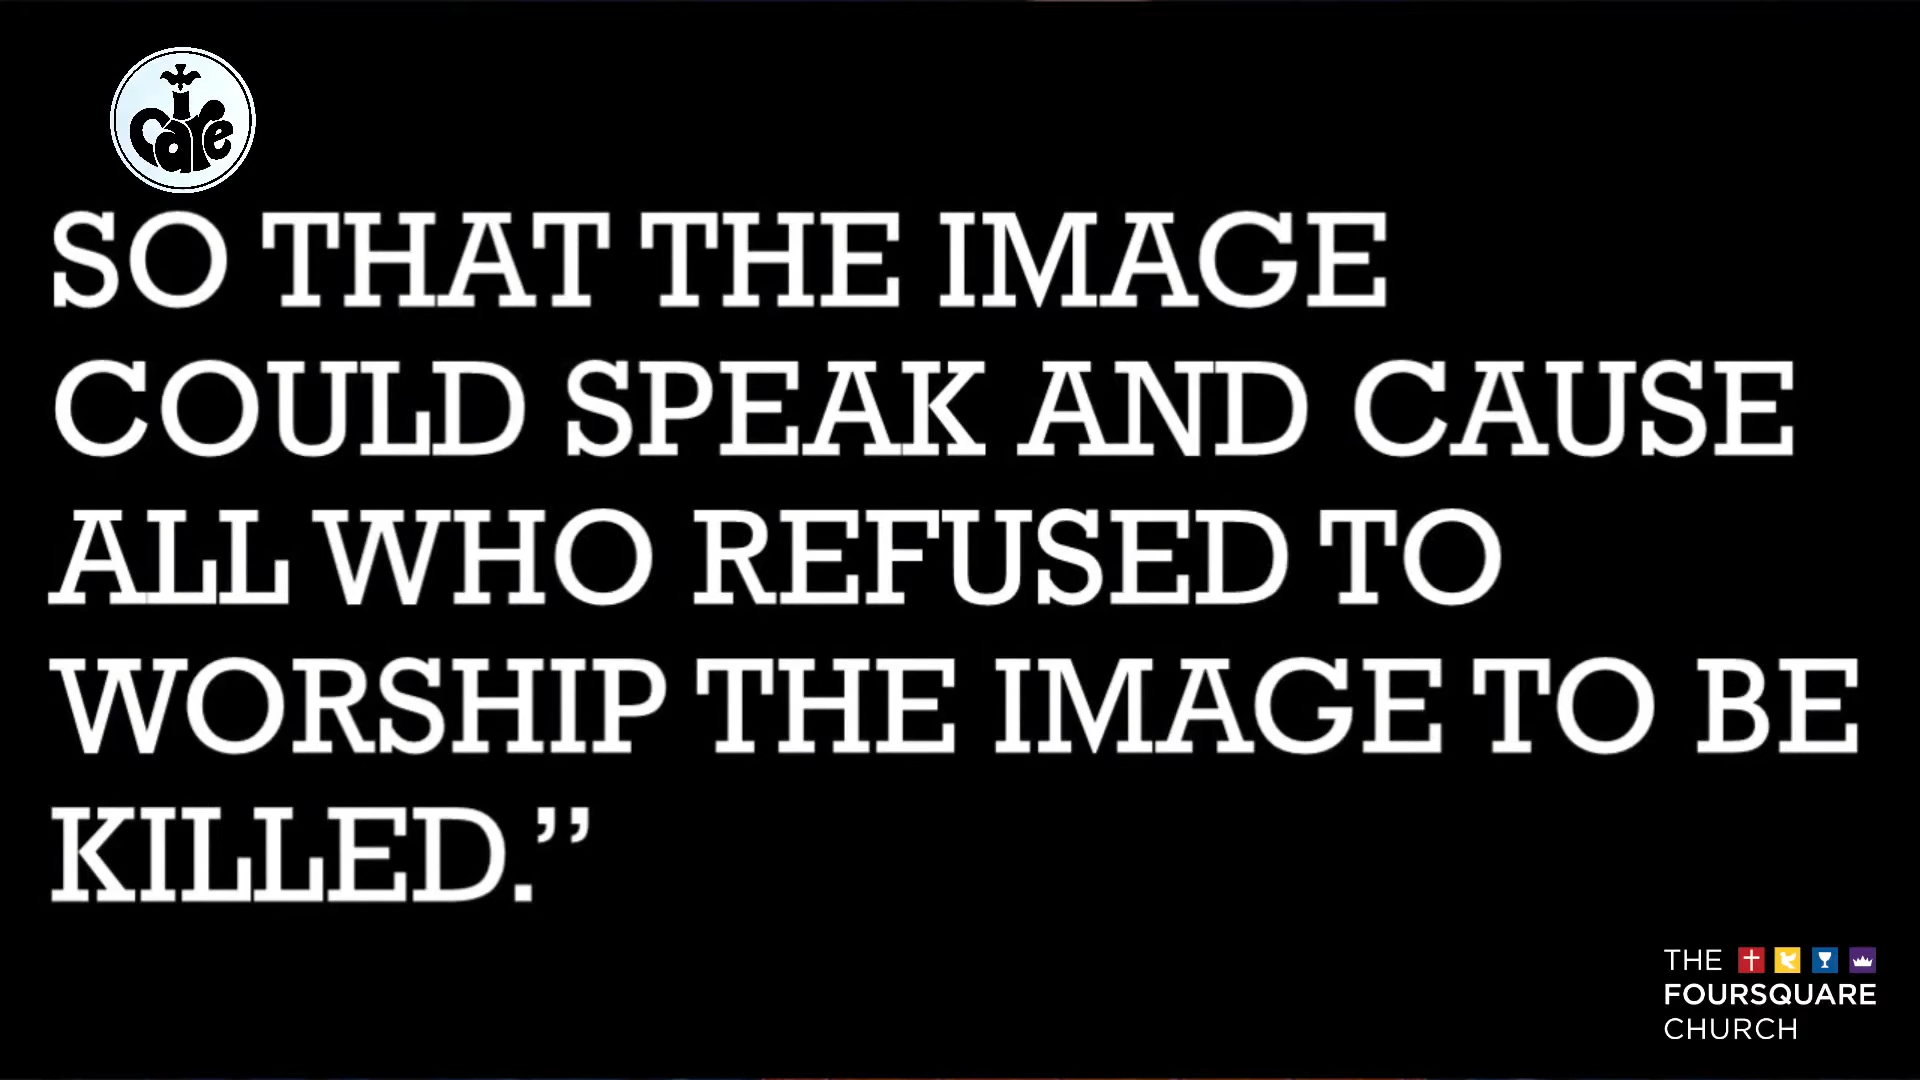 I
Care
SO THAT THE IMAGE
COULD SPEAK AND CAUSE
ALL WHO REFUSED TO
WORSHIP THE IMAGE TO BE
KILLED.”
THE
FOURSQUARE
CHURCH